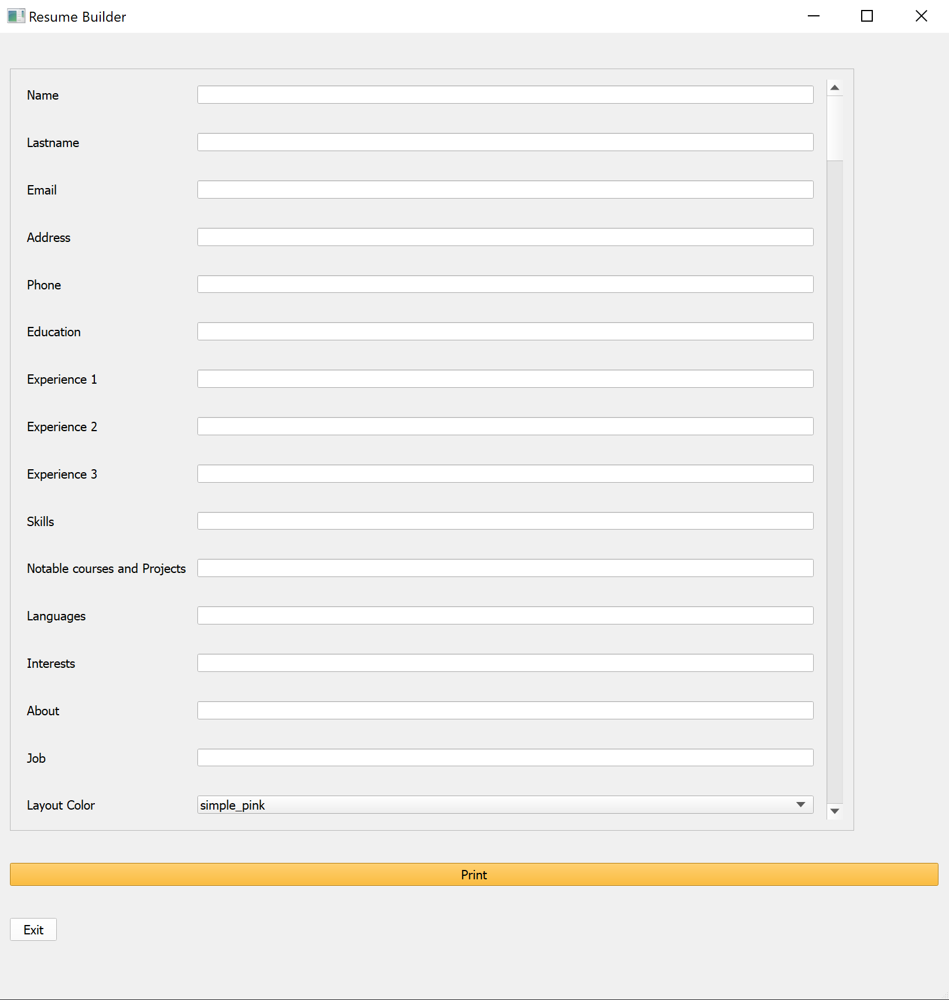 Resume Builder
Name
Lastname
Email
Address
Phone
Education
Experience 1
Experience 2
Experience 3
Skills
Notable courses and Projects
Languages
Interests
About
Job
Layout Color simple_pink
Print
Exit